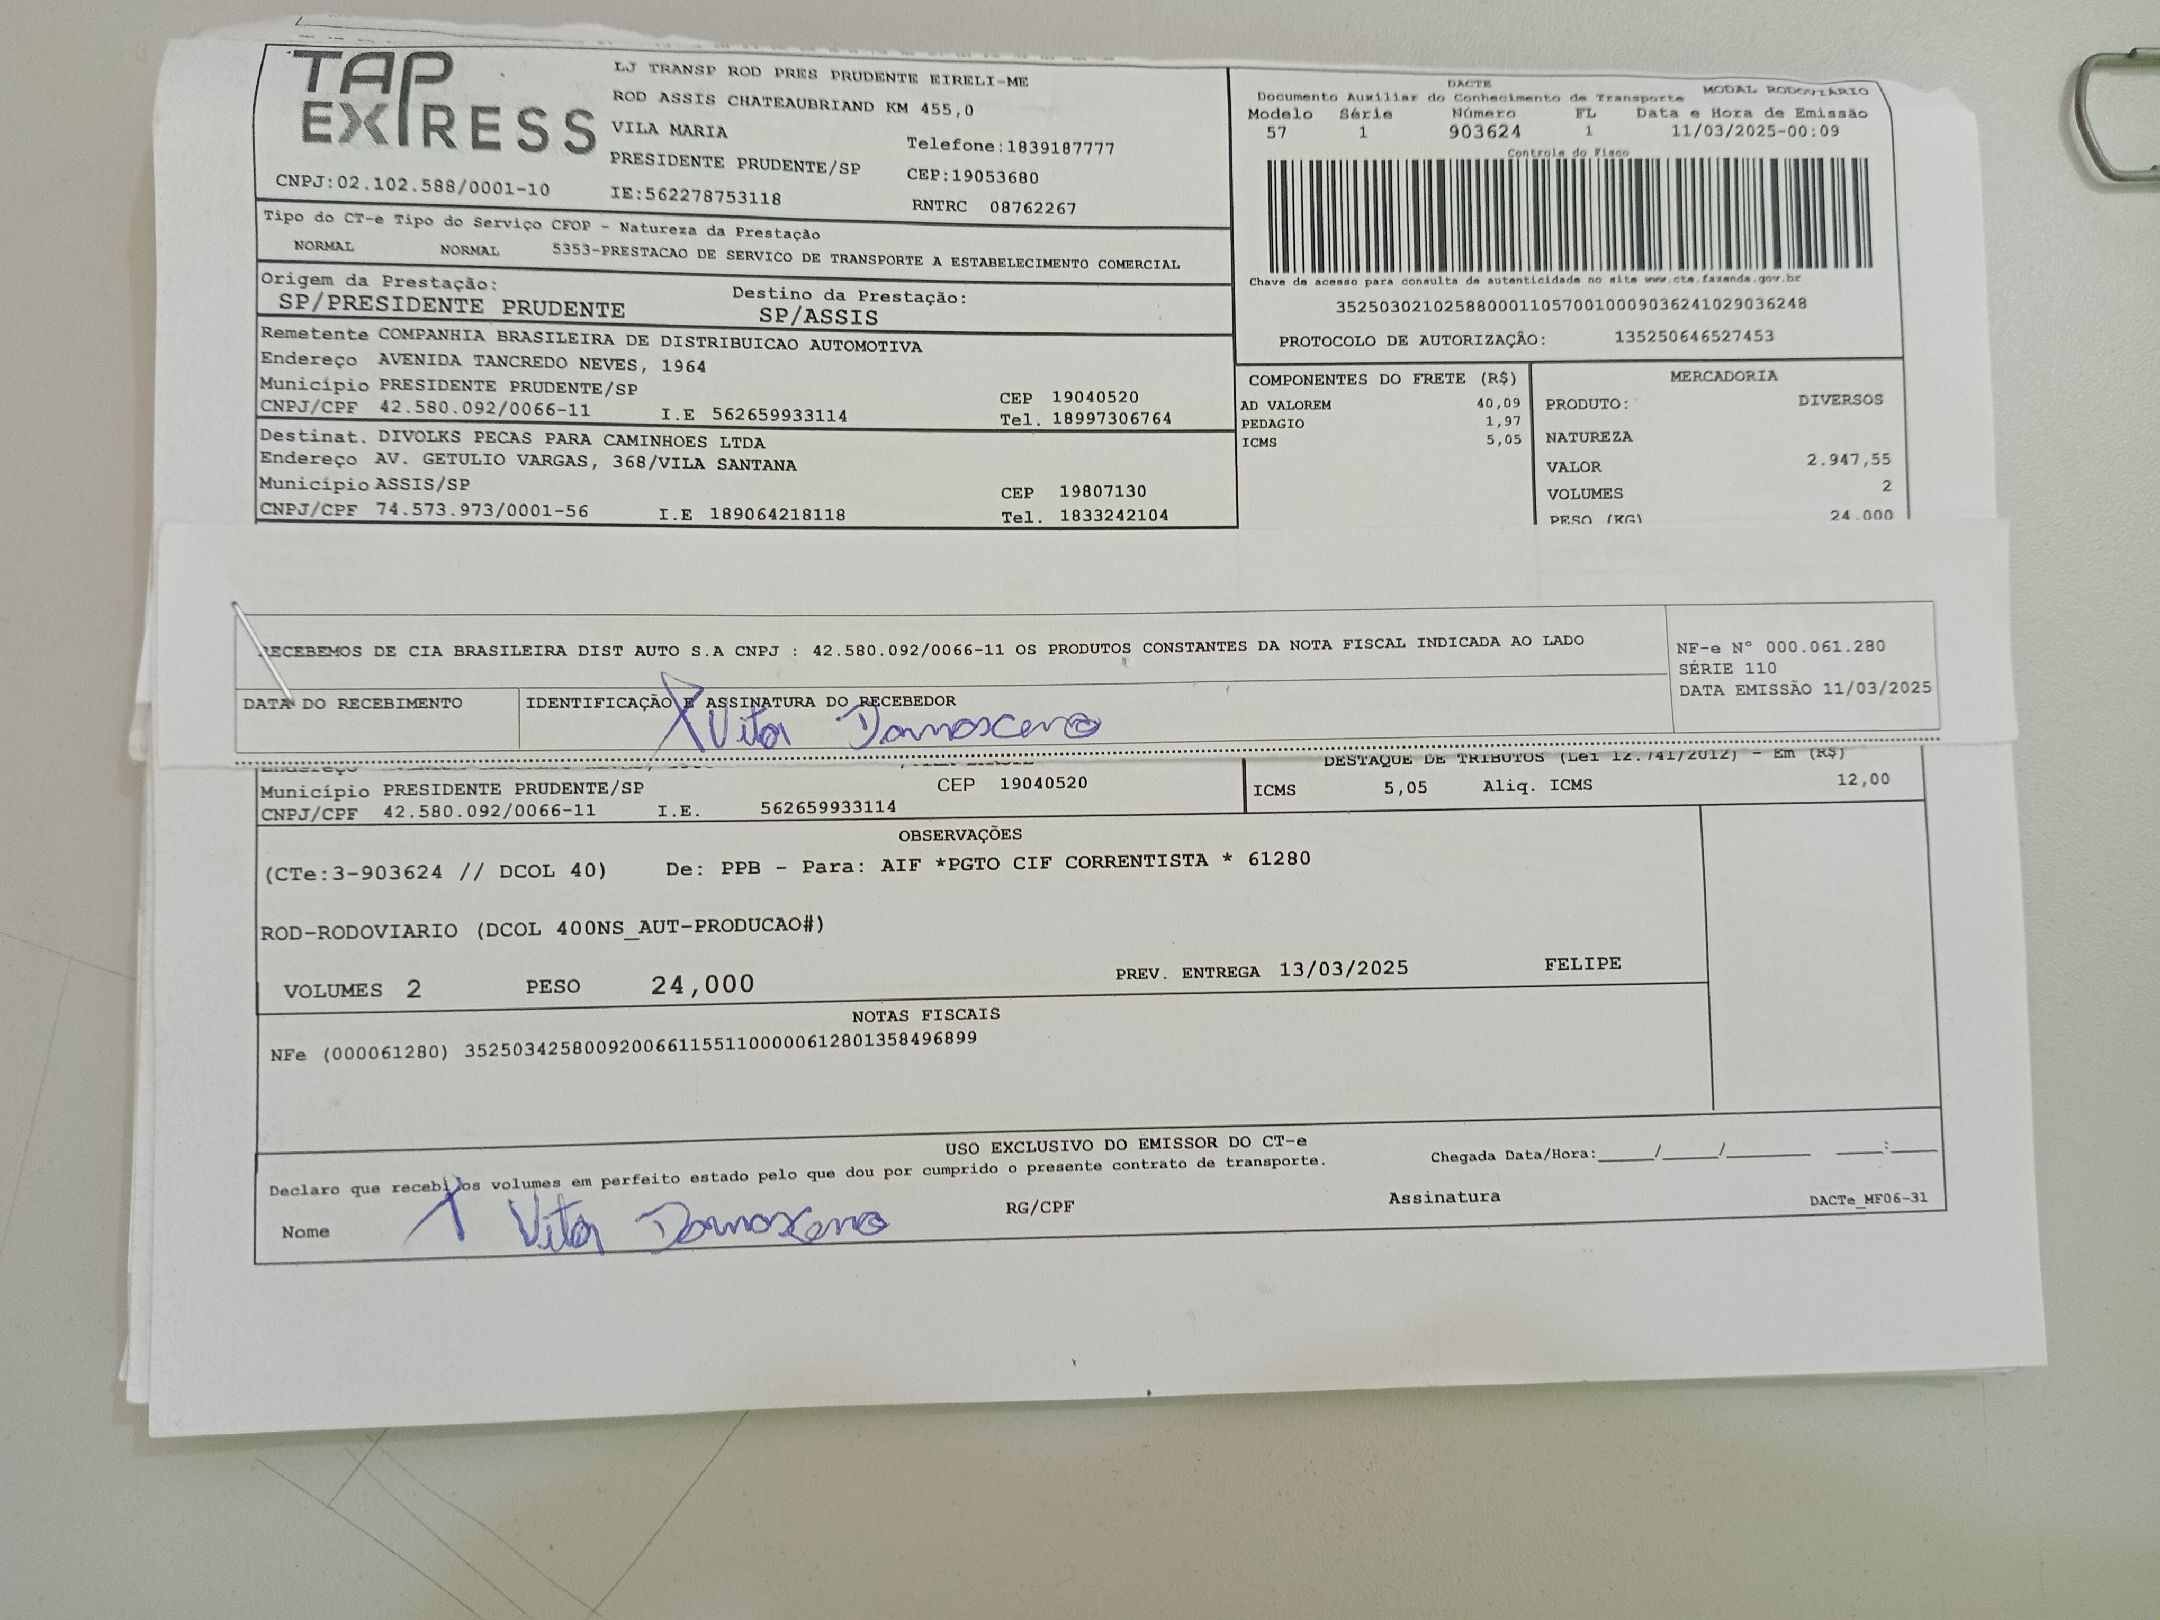 TAP EXPRESS
CNPJ:02.102.588/0001-10
LJ TRANSP ROD PRES PRUDENTE EIRELI-ME
ROD ASSIS CHATEAUBRIAND KM 455,0
VILA MARIA
Telefone:1839187777
PRESIDENTE PRUDENTE/SP
CEP:19053680
IE:562278753118
RNTRC 08762267
DACTE
MODAL RODOVIÁRIO
Documento Auxiliar do Conhecimento de Transporte
Modelo Série Número FL Data e Hora de Emissão
57 1 903624 1 11/03/2025-00:09
Controle do Fisco
Chave de acesso para consulta de autenticidade no site www.cte.fazenda.gov.br
35250302102588000110570010009036241029036248
PROTOCOLO DE AUTORIZAÇÃO: 135250646527453
Tipo do CT-e Tipo do Serviço CFOP - Natureza da Prestação
NORMAL NORMAL 5353-PRESTACAO DE SERVICO DE TRANSPORTE A ESTABELECIMENTO COMERCIAL
Origem da Prestação: Destino da Prestação:
SP/PRESIDENTE PRUDENTE SP/ASSIS
Remetente COMPANHIA BRASILEIRA DE DISTRIBUICAO AUTOMOTIVA
Endereço AVENIDA TANCREDO NEVES, 1964
Município PRESIDENTE PRUDENTE/SP CEP 19040520
CNPJ/CPF 42.580.092/0066-11 I.E 562659933114 Tel. 18997306764
Destinat. DIVOLKS PECAS PARA CAMINHOES LTDA
Endereço AV. GETULIO VARGAS, 368/VILA SANTANA
Município ASSIS/SP CEP 19807130
CNPJ/CPF 74.573.973/0001-56 I.E 189064218118 Tel. 1833242104
COMPONENTES DO FRETE (R$)
AD VALOREM 40,09
PEDAGIO 1,97
ICMS 5,05
MERCADORIA
PRODUTO: DIVERSOS
NATUREZA
VALOR 2.947,55
VOLUMES 2
PESO (KG) 24.000
RECEBEMOS DE CIA BRASILEIRA DIST AUTO S.A CNPJ : 42.580.092/0066-11 OS PRODUTOS CONSTANTES DA NOTA FISCAL INDICADA AO LADO
NF-e Nº 000.061.280
SÉRIE 110
DATA EMISSÃO 11/03/2025
DATA DO RECEBIMENTO
IDENTIFICAÇÃO E ASSINATURA DO RECEBEDOR
X Vitor Damasceno
Endereço
Município PRESIDENTE PRUDENTE/SP CEP 19040520
CNPJ/CPF 42.580.092/0066-11 I.E. 562659933114
DESTAQUE DE TRIBUTOS (Lei 12.741/2012) - Em (R$)
ICMS 5,05 Aliq. ICMS 12,00
OBSERVAÇÕES
(CTe:3-903624 // DCOL 40) De: PPB - Para: AIF *PGTO CIF CORRENTISTA * 61280
ROD-RODOVIARIO (DCOL 400NS_AUT-PRODUCAO#)
VOLUMES 2 PESO 24,000 PREV. ENTREGA 13/03/2025 FELIPE
NOTAS FISCAIS
NFe (000061280) 35250342580092006611551100000612801358496899
USO EXCLUSIVO DO EMISSOR DO CT-e
Declaro que recebi os volumes em perfeito estado pelo que dou por cumprido o presente contrato de transporte.
Chegada Data/Hora:_____/_____/_______ ____:____
Nome X Vitor Damasceno RG/CPF Assinatura DACTe_MF06-31